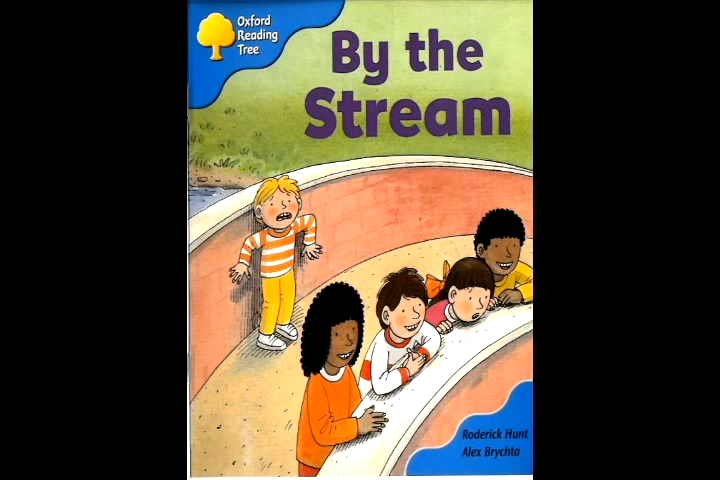 Oxford
Reading
Tree
By the
Stream
Roderick Hunt
Alex Brychta